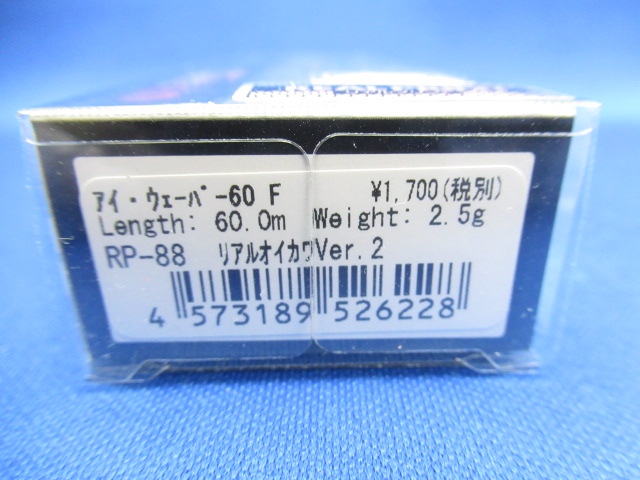 アイ・ウェーバー60 F ¥1,700(税別)
Length: 60.0m Weight: 2.5g
RP-88 リアルオイカワVer.2
4 573189 526228